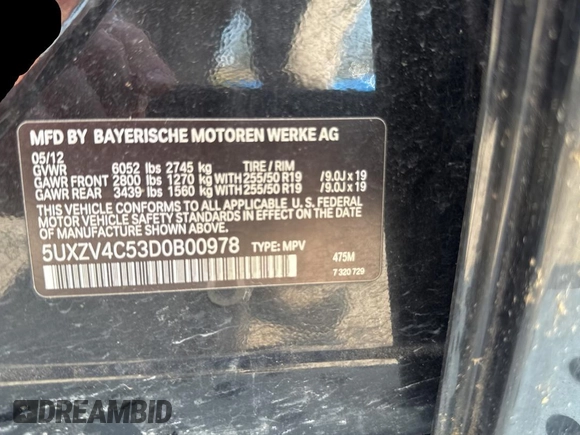 MFD BY BAYERISCHE MOTOREN WERKE AG
05/12
GVWR 6052 lbs 2745 kg TIRE / RIM
GAWR FRONT 2800 lbs 1270 kg WITH 255/50 R19 /9.0J x 19
GAWR REAR 3439 lbs 1560 kg WITH 255/50 R19 /9.0J x 19
THIS VEHICLE CONFORMS TO ALL APPLICABLE U. S. FEDERAL
MOTOR VEHICLE SAFETY STANDARDS IN EFFECT ON THE DATE
OF MANUFACTURE SHOWN ABOVE.
5UXZV4C53D0B00978 TYPE: MPV 475M
7 320 729
DREAMBID